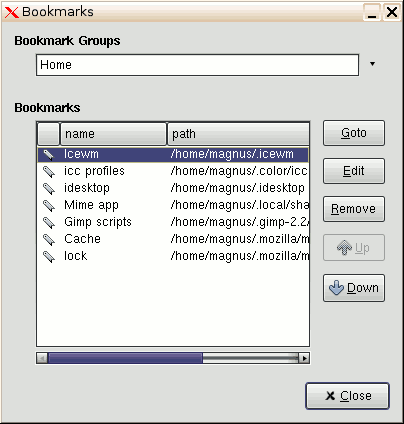 Bookmarks
Bookmark Groups
Home
Bookmarks
name path
Icewm /home/magnus/.icewm
icc profiles /home/magnus/.color/icc
idesktop /home/magnus/.idesktop
Mime app /home/magnus/.local/sha
Gimp scripts /home/magnus/.gimp-2.2/
Cache /home/magnus/.mozilla/m
lock /home/magnus/.mozilla/m
Goto
Edit
Remove
Up
Down
Close